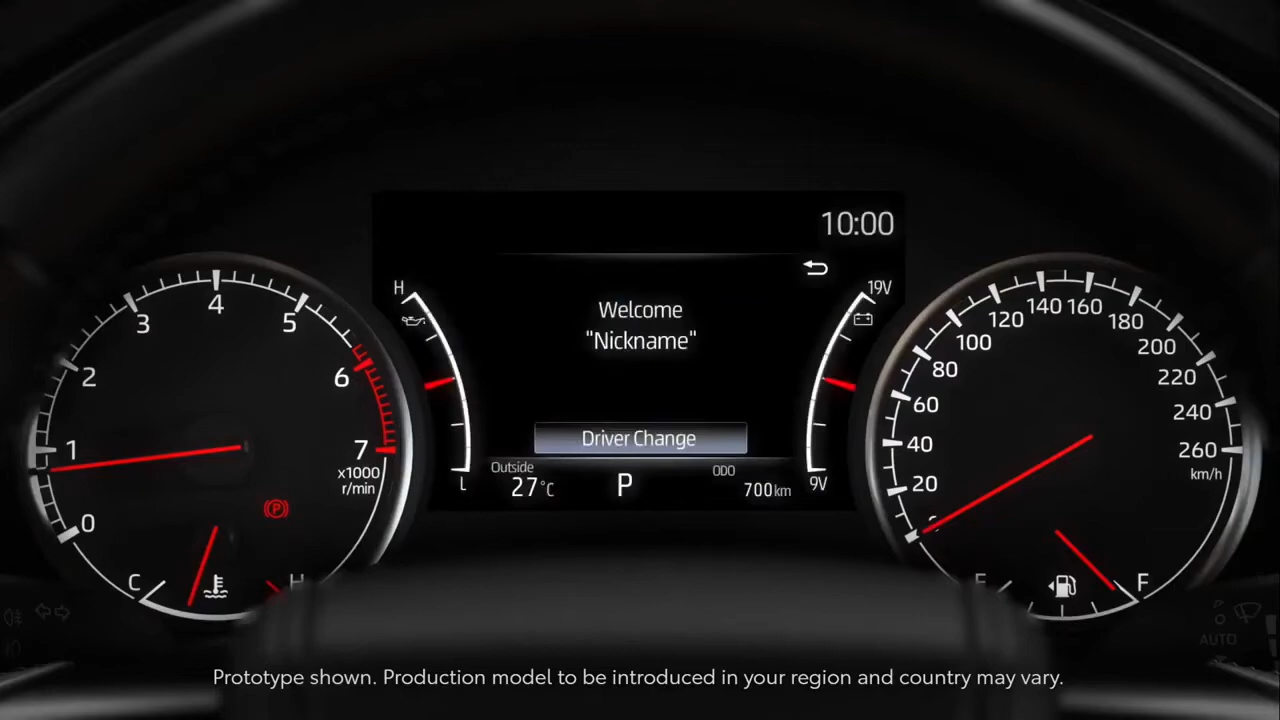 10:00
Welcome
"Nickname"
Driver Change
Outside
27°C
P
ODO
700km
H
L
19V
9V
0
1
2
3
4
5
6
7
x1000
r/min
P
C
H
20
40
60
80
100
120
140
160
180
200
220
240
260
km/h
F
AUTO
Prototype shown. Production model to be introduced in your region and country may vary.